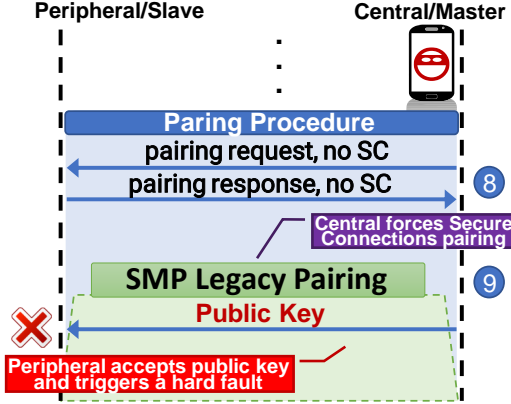 Peripheral/Slave
Central/Master
Paring Procedure
pairing request, no SC
pairing response, no SC
8
Central forces Secure
Connections pairing
SMP Legacy Pairing
9
Public Key
Peripheral accepts public key
and triggers a hard fault